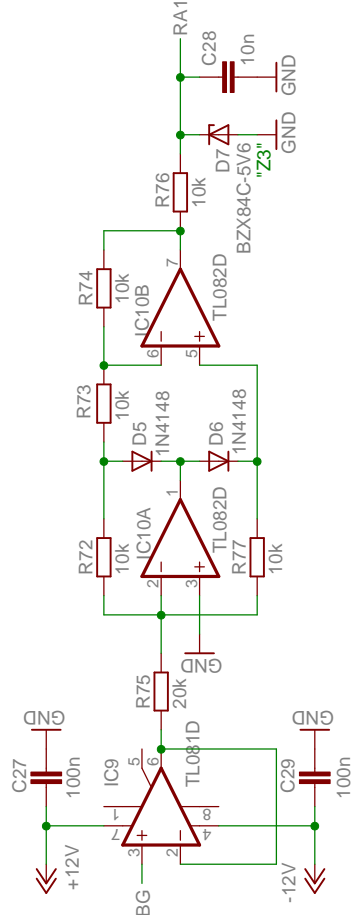 RA1
C28
10n
GND
D7
BZX84C-5V6
"Z3"
GND
R76
10k
R74
10k
7
IC10B
TL082D
6
5
-
+
R73
10k
D5
1N4148
D6
1N4148
1
IC10A
TL082D
R72
10k
2
3
-
+
R77
10k
GND
R75
20k
GND
C27
100n
IC9
5
6
TL081D
1
7
8
4
3
2
+
-
GND
C29
100n
+12V
-12V
BG